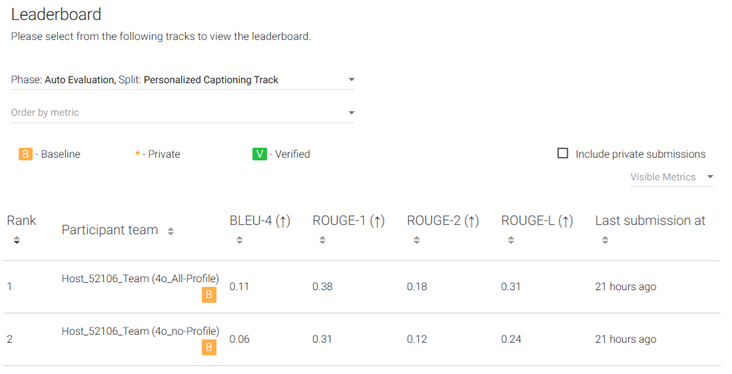 Leaderboard
Please select from the following tracks to view the leaderboard.
Phase: Auto Evaluation, Split: Personalized Captioning Track
Order by metric
B - Baseline
* - Private
V - Verified
Include private submissions
Visible Metrics
Rank Participant team BLEU-4 (↑) ROUGE-1 (↑) ROUGE-2 (↑) ROUGE-L (↑) Last submission at
1 Host_52106_Team (4o_All-Profile) B 0.11 0.38 0.18 0.31 21 hours ago
2 Host_52106_Team (4o_no-Profile) B 0.06 0.31 0.12 0.24 21 hours ago